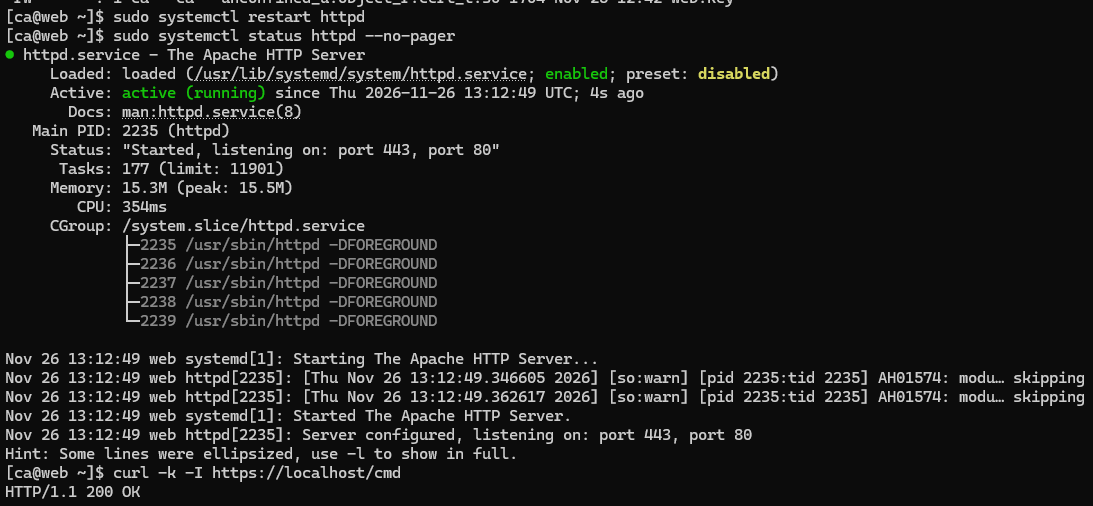 [ca@web ~]$ sudo systemctl restart httpd
[ca@web ~]$ sudo systemctl status httpd --no-pager
● httpd.service - The Apache HTTP Server
     Loaded: loaded (/usr/lib/systemd/system/httpd.service; enabled; preset: disabled)
     Active: active (running) since Thu 2026-11-26 13:12:49 UTC; 4s ago
       Docs: man:httpd.service(8)
   Main PID: 2235 (httpd)
     Status: "Started, listening on: port 443, port 80"
      Tasks: 177 (limit: 11901)
     Memory: 15.3M (peak: 15.5M)
        CPU: 354ms
     CGroup: /system.slice/httpd.service
             ├─2235 /usr/sbin/httpd -DFOREGROUND
             ├─2236 /usr/sbin/httpd -DFOREGROUND
             ├─2237 /usr/sbin/httpd -DFOREGROUND
             ├─2238 /usr/sbin/httpd -DFOREGROUND
             └─2239 /usr/sbin/httpd -DFOREGROUND

Nov 26 13:12:49 web systemd[1]: Starting The Apache HTTP Server...
Nov 26 13:12:49 web httpd[2235]: [Thu Nov 26 13:12:49.346605 2026] [so:warn] [pid 2235:tid 2235] AH01574: modu… skipping
Nov 26 13:12:49 web httpd[2235]: [Thu Nov 26 13:12:49.362617 2026] [so:warn] [pid 2235:tid 2235] AH01574: modu… skipping
Nov 26 13:12:49 web systemd[1]: Started The Apache HTTP Server.
Nov 26 13:12:49 web httpd[2235]: Server configured, listening on: port 443, port 80
Hint: Some lines were ellipsized, use -l to show in full.
[ca@web ~]$ curl -k -I https://localhost/cmd
HTTP/1.1 200 OK